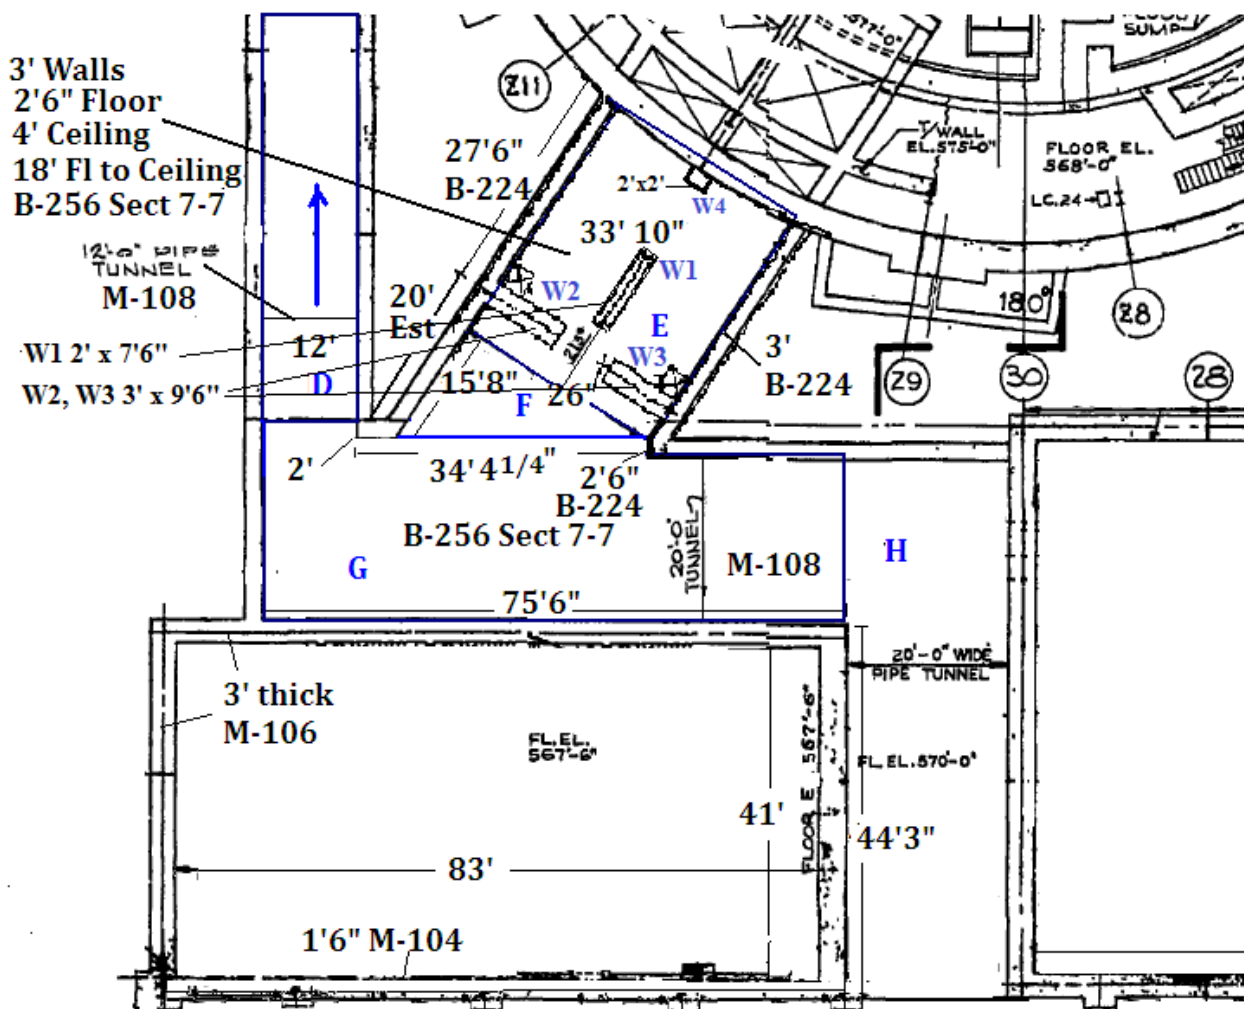 3' Walls
2'6" Floor
4' Ceiling
18' Fl to Ceiling
B-256 Sect 7-7
12'-0" PIPE
TUNNEL
M-108
W1 2' x 7'6"
W2, W3 3' x 9'6"
12'
D
2'
211
27'6"
B-224
20'
Est
15'8"
2'x2'
W4
33' 10"
W1
W2
E
W3
26"
F
3'
B-224
34' 4 1/4"
2'6"
B-224
B-256 Sect 7-7
G
75'6"
20'-0"
TUNNEL
M-108
H
577'-0"
FLOOR
SUMP
T/WALL
EL.575'-0"
FLOOR EL.
568'-0"
LC.24
180°
28
29
30
28
3' thick
M-106
FL.EL.
567'-6"
FLOOR E 567'-6"
20'-0" WIDE
PIPE TUNNEL
FL.EL.570'-0"
41'
44'3"
83'
1'6" M-104